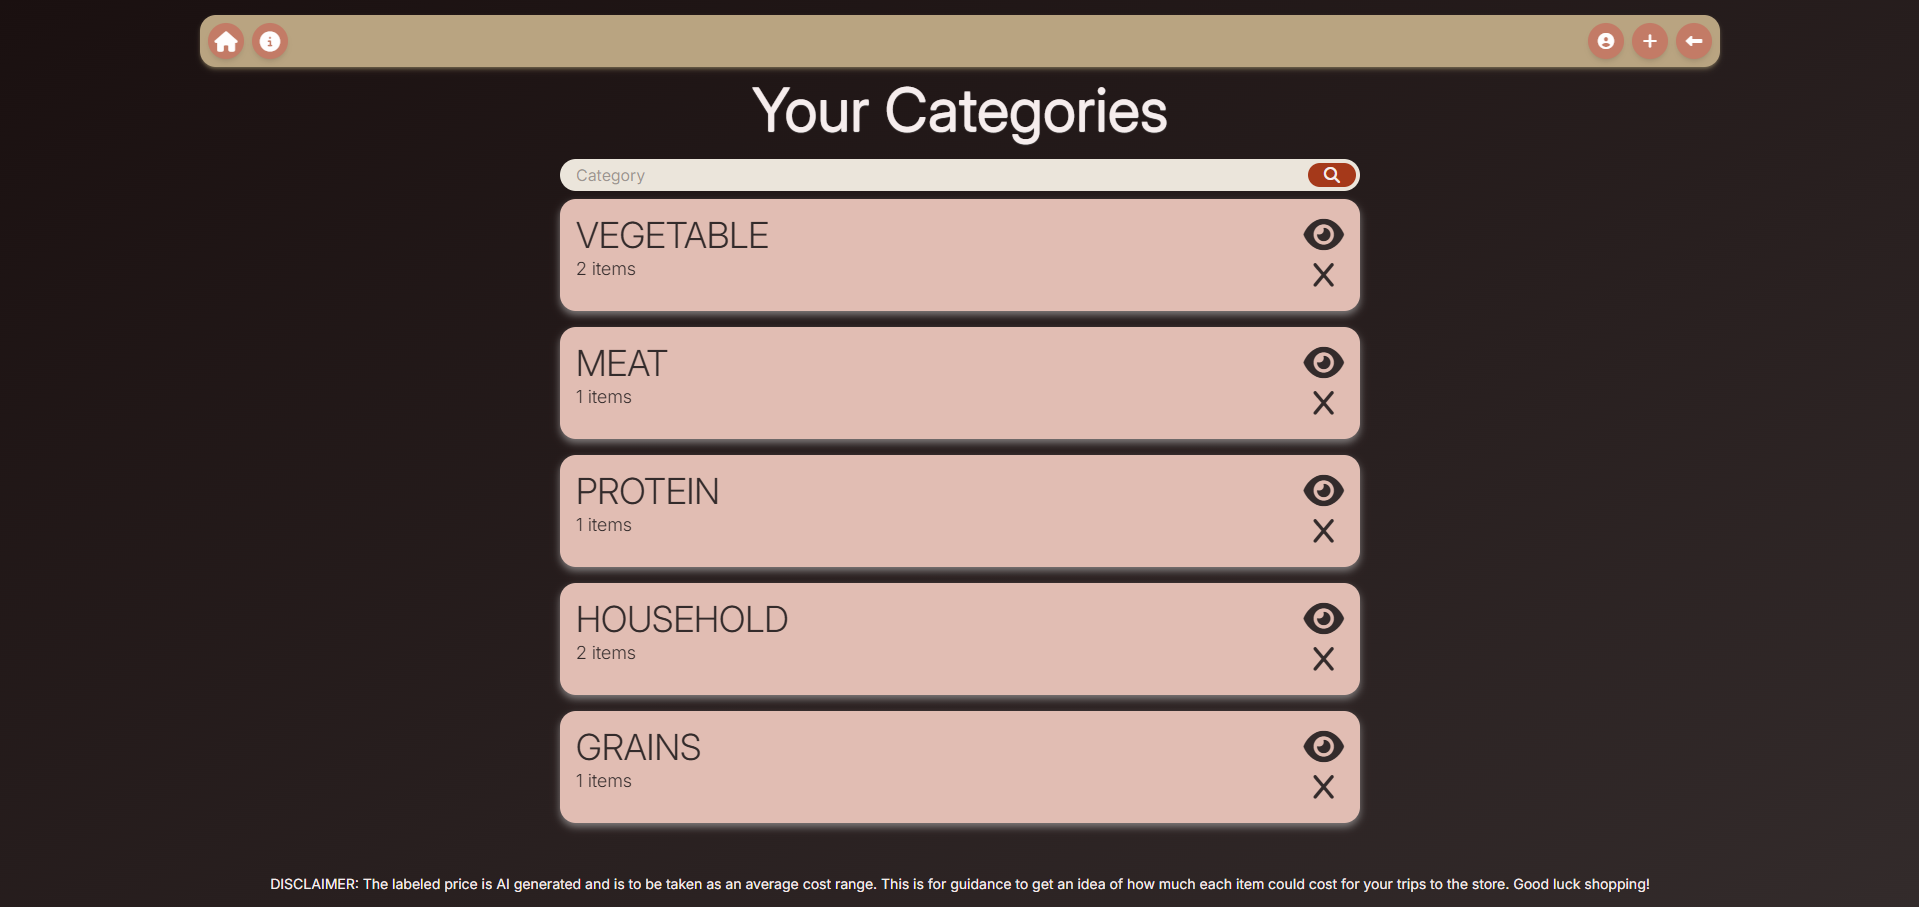 Your Categories
Category
VEGETABLE
2 items
MEAT
1 items
PROTEIN
1 items
HOUSEHOLD
2 items
GRAINS
1 items
DISCLAIMER: The labeled price is AI generated and is to be taken as an average cost range. This is for guidance to get an idea of how much each item could cost for your trips to the store. Good luck shopping!